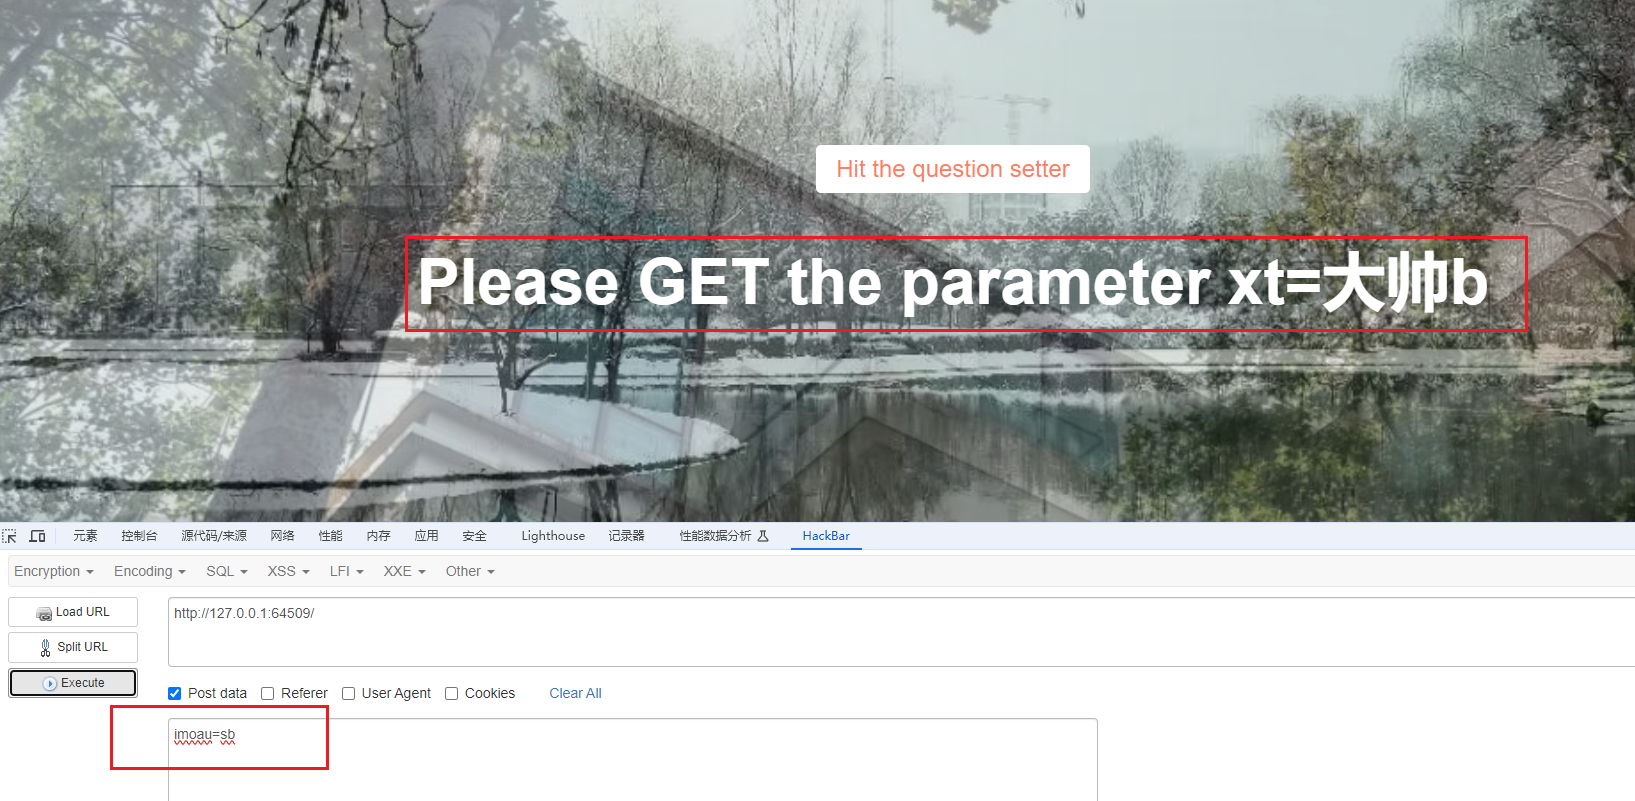 Hit the question setter
Please GET the parameter xt=大帅b
元素 控制台 源代码/来源 网络 性能 内存 应用 安全 Lighthouse 记录器 性能数据分析 HackBar
Encryption Encoding SQL XSS LFI XXE Other
Load URL
http://127.0.0.1:64509/
Split URL
Execute
Post data Referer User Agent Cookies Clear All
imoau=sb